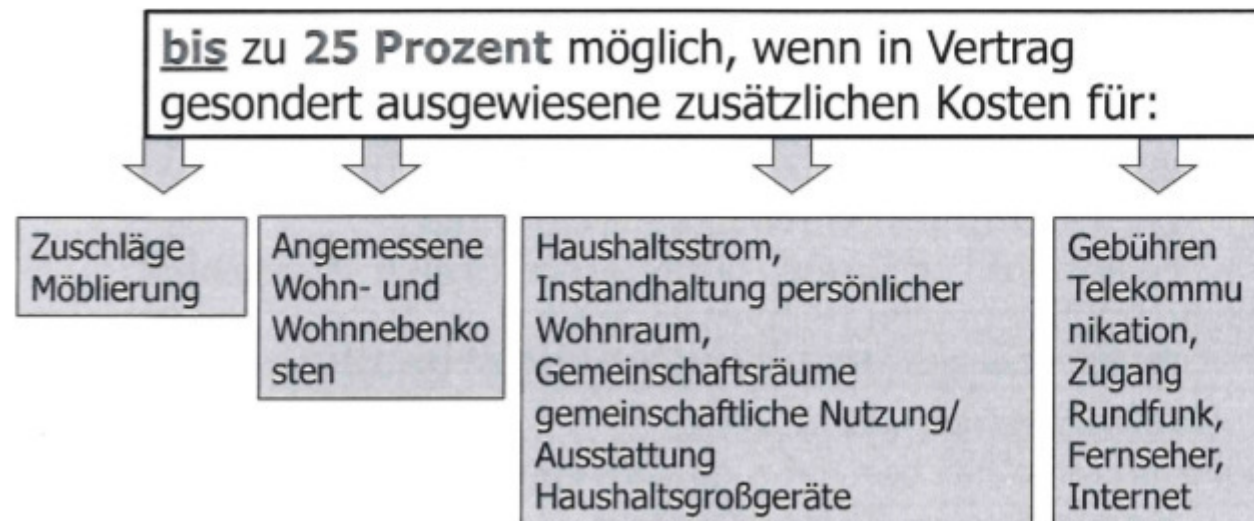 bis zu 25 Prozent möglich, wenn in Vertrag
gesondert ausgewiesene zusätzlichen Kosten für:
Zuschläge
Möblierung
Angemessene
Wohn- und
Wohnnebenko
sten
Haushaltsstrom,
Instandhaltung persönlicher
Wohnraum,
Gemeinschaftsräume
gemeinschaftliche Nutzung/
Ausstattung
Haushaltsgroßgeräte
Gebühren
Telekommu
nikation,
Zugang
Rundfunk,
Fernseher,
Internet